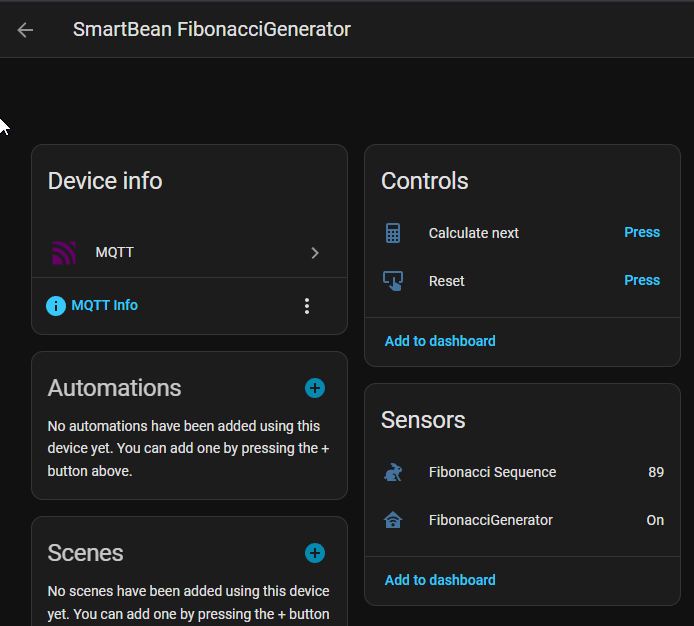 SmartBean FibonacciGenerator
Device info
MQTT
MQTT Info
Automations
No automations have been added using this
device yet. You can add one by pressing the +
button above.
Scenes
No scenes have been added using this device
yet. You can add one by pressing the + button
Controls
Calculate next Press
Reset Press
Add to dashboard
Sensors
Fibonacci Sequence 89
FibonacciGenerator On
Add to dashboard